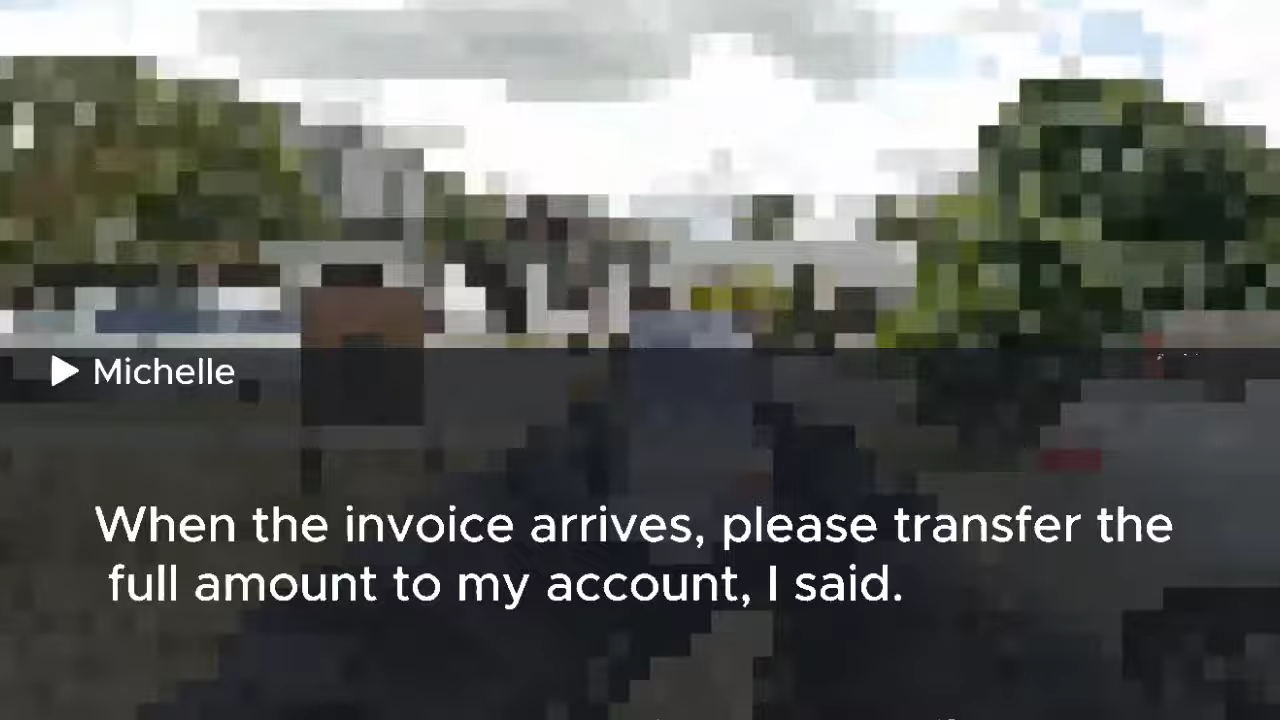 Michelle
When the invoice arrives, please transfer the
full amount to my account, I said.